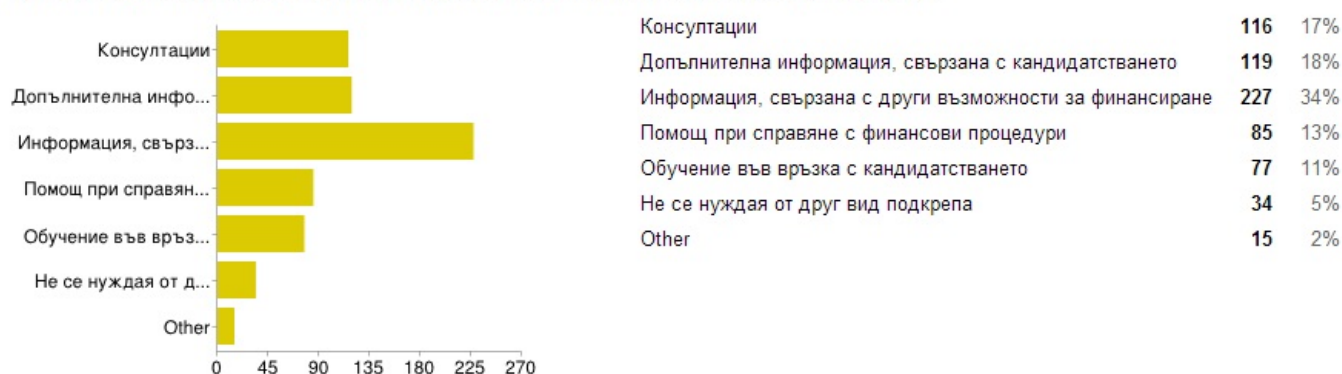 Консултации
Допълнителна инфо...
Информация, свърз...
Помощ при справян...
Обучение във връз...
Не се нуждая от д...
Other
0 45 90 135 180 225 270
Консултации 116 17%
Допълнителна информация, свързана с кандидатстването 119 18%
Информация, свързана с други възможности за финансиране 227 34%
Помощ при справяне с финансови процедури 85 13%
Обучение във връзка с кандидатстването 77 11%
Не се нуждая от друг вид подкрепа 34 5%
Other 15 2%